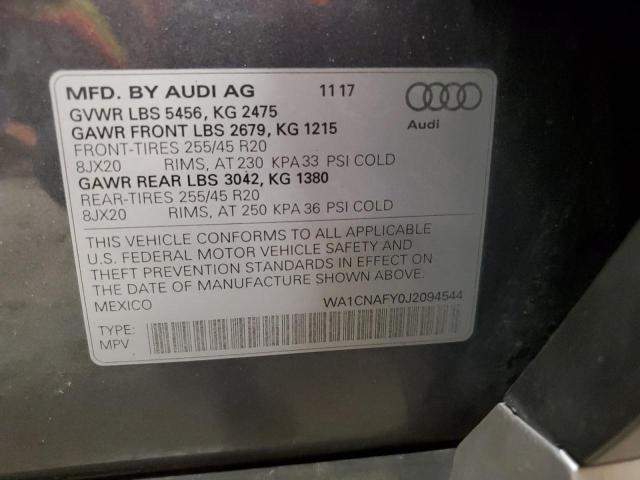 MFD. BY AUDI AG 11 17
GVWR LBS 5456, KG 2475
GAWR FRONT LBS 2679, KG 1215
Audi
FRONT-TIRES 255/45 R20
8JX20 RIMS, AT 230 KPA 33 PSI COLD
GAWR REAR LBS 3042, KG 1380
REAR-TIRES 255/45 R20
8JX20 RIMS, AT 250 KPA 36 PSI COLD
THIS VEHICLE CONFORMS TO ALL APPLICABLE
U.S. FEDERAL MOTOR VEHICLE SAFETY AND
THEFT PREVENTION STANDARDS IN EFFECT ON
THE DATE OF MANUFACTURE SHOWN ABOVE.
MEXICO WA1CNAFY0J2094544
TYPE:
MPV